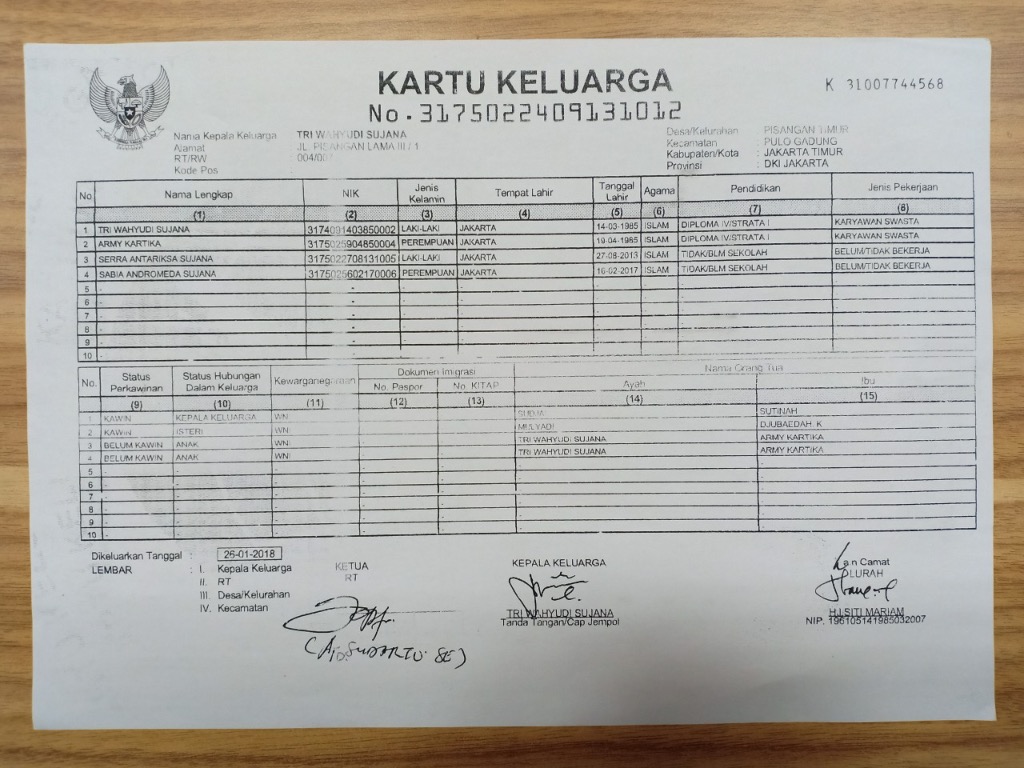 KARTU KELUARGA
No. 3175022409131012
K 31007744568
Nama Kepala Keluarga : TRI WAHYUDI SUJANA
Alamat : JL. PISANGAN LAMA III / 1
RT/RW : 004/007
Kode Pos
Desa/Kelurahan : PISANGAN TIMUR
Kecamatan : PULO GADUNG
Kabupaten/Kota : JAKARTA TIMUR
Provinsi : DKI JAKARTA
No Nama Lengkap NIK Jenis Kelamin Tempat Lahir Tanggal Lahir Agama Pendidikan Jenis Pekerjaan
(1) (2) (3) (4) (5) (6) (7) (8)
1 TRI WAHYUDI SUJANA LAKI-LAKI JAKARTA 14-03-1985 ISLAM DIPLOMA IV/STRATA I KARYAWAN SWASTA
2 ARMY KARTIKA 3175025904850004 PEREMPUAN JAKARTA 19-04-1985 ISLAM DIPLOMA IV/STRATA I KARYAWAN SWASTA
3 SERRA ANTARIKSA SUJANA 3175022708131005 LAKI-LAKI JAKARTA 27-08-2013 ISLAM TIDAK/BLM SEKOLAH BELUM/TIDAK BEKERJA
4 SABIA ANDROMEDA SUJANA 3175025602170006 PEREMPUAN JAKARTA 16-02-2017 ISLAM TIDAK/BLM SEKOLAH BELUM/TIDAK BEKERJA
5 - -
6 - -
7 - -
8 - -
9 - -
10 - -
No. Status Perkawinan Status Hubungan Dalam Keluarga Kewarganegaraan Dokumen Imigrasi Nama Orang Tua
No. Paspor No. KITAP Ayah Ibu
(9) (10) (11) (12) (13) (14) (15)
1 KAWIN KEPALA KELUARGA WNI SUTINAH
2 KAWIN ISTERI WNI MULYADI DJUBAEDAH. K
3 BELUM KAWIN ANAK WNI TRI WAHYUDI SUJANA ARMY KARTIKA
4 BELUM KAWIN ANAK WNI TRI WAHYUDI SUJANA ARMY KARTIKA
5 - - - - - - -
6 - - - - - - -
7 - - - - - - -
8 - - - - - - -
9 - - - - - - -
10 - - - - - - -
Dikeluarkan Tanggal : 26-01-2018
LEMBAR : I. Kepala Keluarga
II. RT
III. Desa/Kelurahan
IV. Kecamatan
KETUA
RT
KEPALA KELUARGA
TRI WAHYUDI SUJANA
Tanda Tangan/Cap Jempol
a n Camat
LURAH
HJ.SITI MARIAM
NIP. 196105141985032007